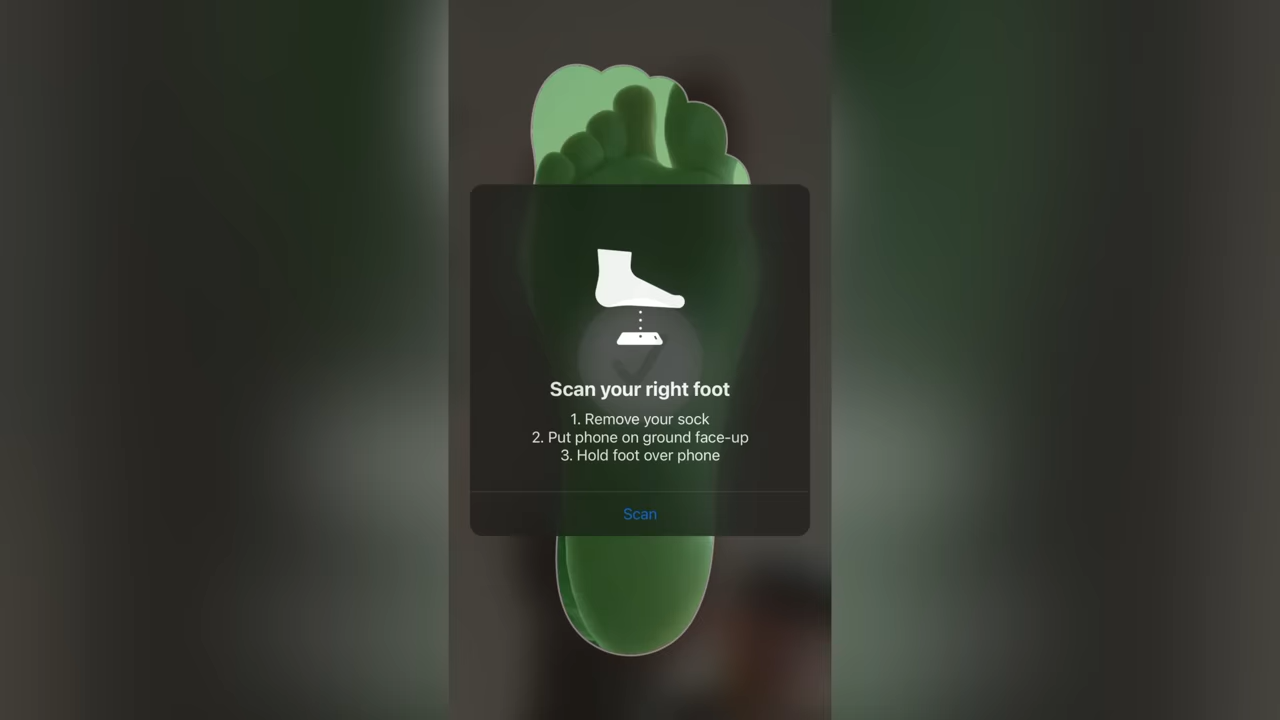 Scan your right foot
1. Remove your sock
2. Put phone on ground face-up
3. Hold foot over phone
Scan